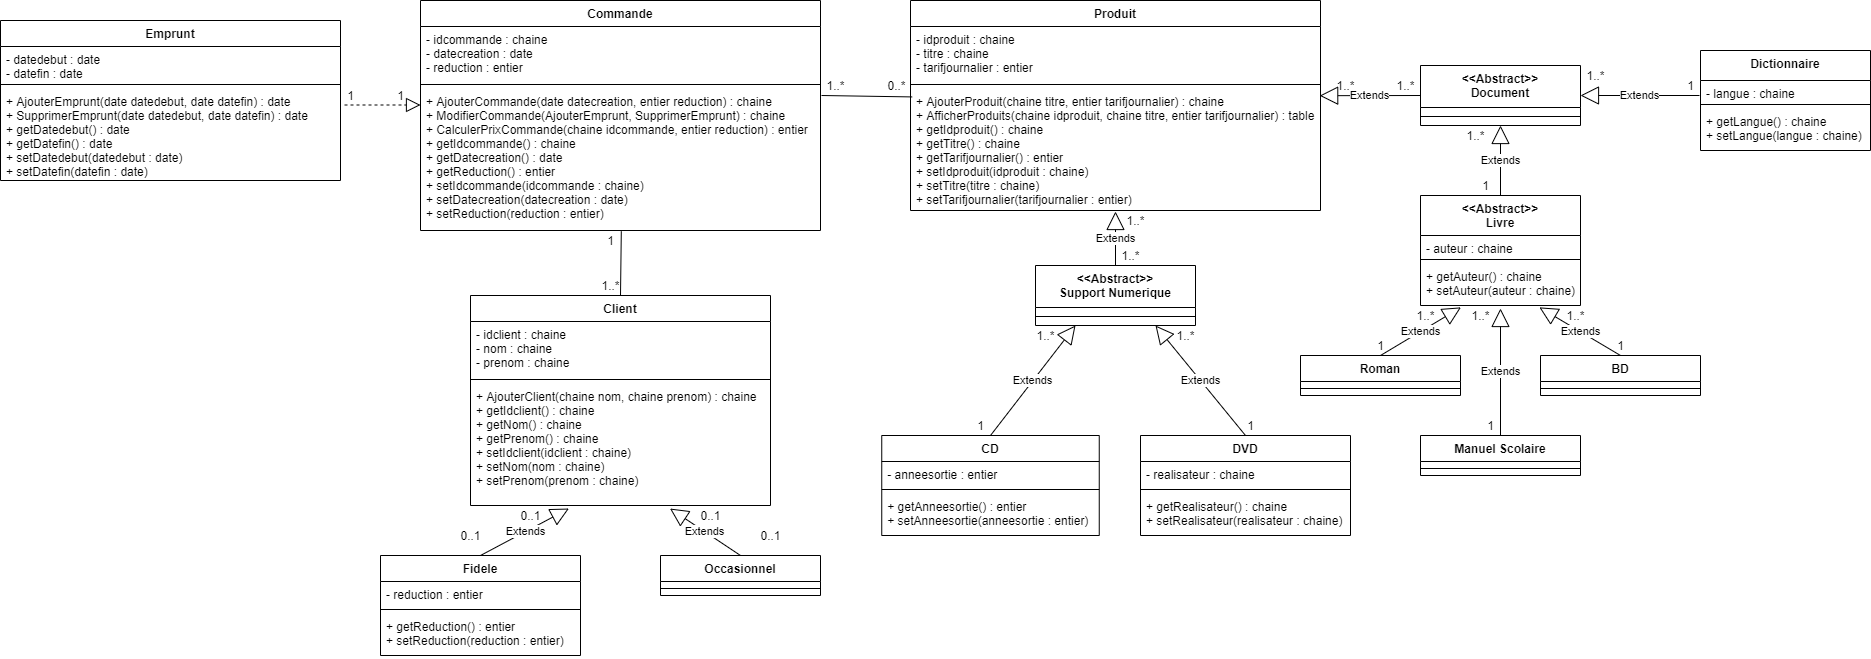 Emprunt
- datedebut : date
- datefin : date
+ AjouterEmprunt(date datedebut, date datefin) : date
+ SupprimerEmprunt(date datedebut, date datefin) : date
+ getDatedebut() : date
+ getDatefin() : date
+ setDatedebut(datedebut : date)
+ setDatefin(datefin : date)
1
1
Commande
- idcommande : chaine
- datecreation : date
- reduction : entier
+ AjouterCommande(date datecreation, entier reduction) : chaine
+ ModifierCommande(AjouterEmprunt, SupprimerEmprunt) : chaine
+ CalculerPrixCommande(chaine idcommande, entier reduction) : entier
+ getIdcommande() : chaine
+ getDatecreation() : date
+ getReduction() : entier
+ setIdcommande(idcommande : chaine)
+ setDatecreation(datecreation : date)
+ setReduction(reduction : entier)
1..*
0..*
Produit
- idproduit : chaine
- titre : chaine
- tarifjournalier : entier
+ AjouterProduit(chaine titre, entier tarifjournalier) : chaine
+ AfficherProduits(chaine idproduit, chaine titre, entier tarifjournalier) : table
+ getIdproduit() : chaine
+ getTitre() : chaine
+ getTarifjournalier() : entier
+ setIdproduit(idproduit : chaine)
+ setTitre(titre : chaine)
+ setTarifjournalier(tarifjournalier : entier)
1..*
Extends
1..*
<<Abstract>>
Document
1..*
Extends
1
Dictionnaire
- langue : chaine
+ getLangue() : chaine
+ setLangue(langue : chaine)
1..*
Extends
1
<<Abstract>>
Livre
- auteur : chaine
+ getAuteur() : chaine
+ setAuteur(auteur : chaine)
1..*
Extends
1
1..*
Extends
1
1..*
Extends
1
Roman
BD
Manuel Scolaire
1..*
Extends
1..*
<<Abstract>>
Support Numerique
1..*
Extends
1
1..*
Extends
1
CD
- anneesortie : entier
+ getAnneesortie() : entier
+ setAnneesortie(anneesortie : entier)
DVD
- realisateur : chaine
+ getRealisateur() : chaine
+ setRealisateur(realisateur : chaine)
1
1..*
Client
- idclient : chaine
- nom : chaine
- prenom : chaine
+ AjouterClient(chaine nom, chaine prenom) : chaine
+ getIdclient() : chaine
+ getNom() : chaine
+ getPrenom() : chaine
+ setIdclient(idclient : chaine)
+ setNom(nom : chaine)
+ setPrenom(prenom : chaine)
0..1
Extends
0..1
0..1
Extends
0..1
Fidele
- reduction : entier
+ getReduction() : entier
+ setReduction(reduction : entier)
Occasionnel